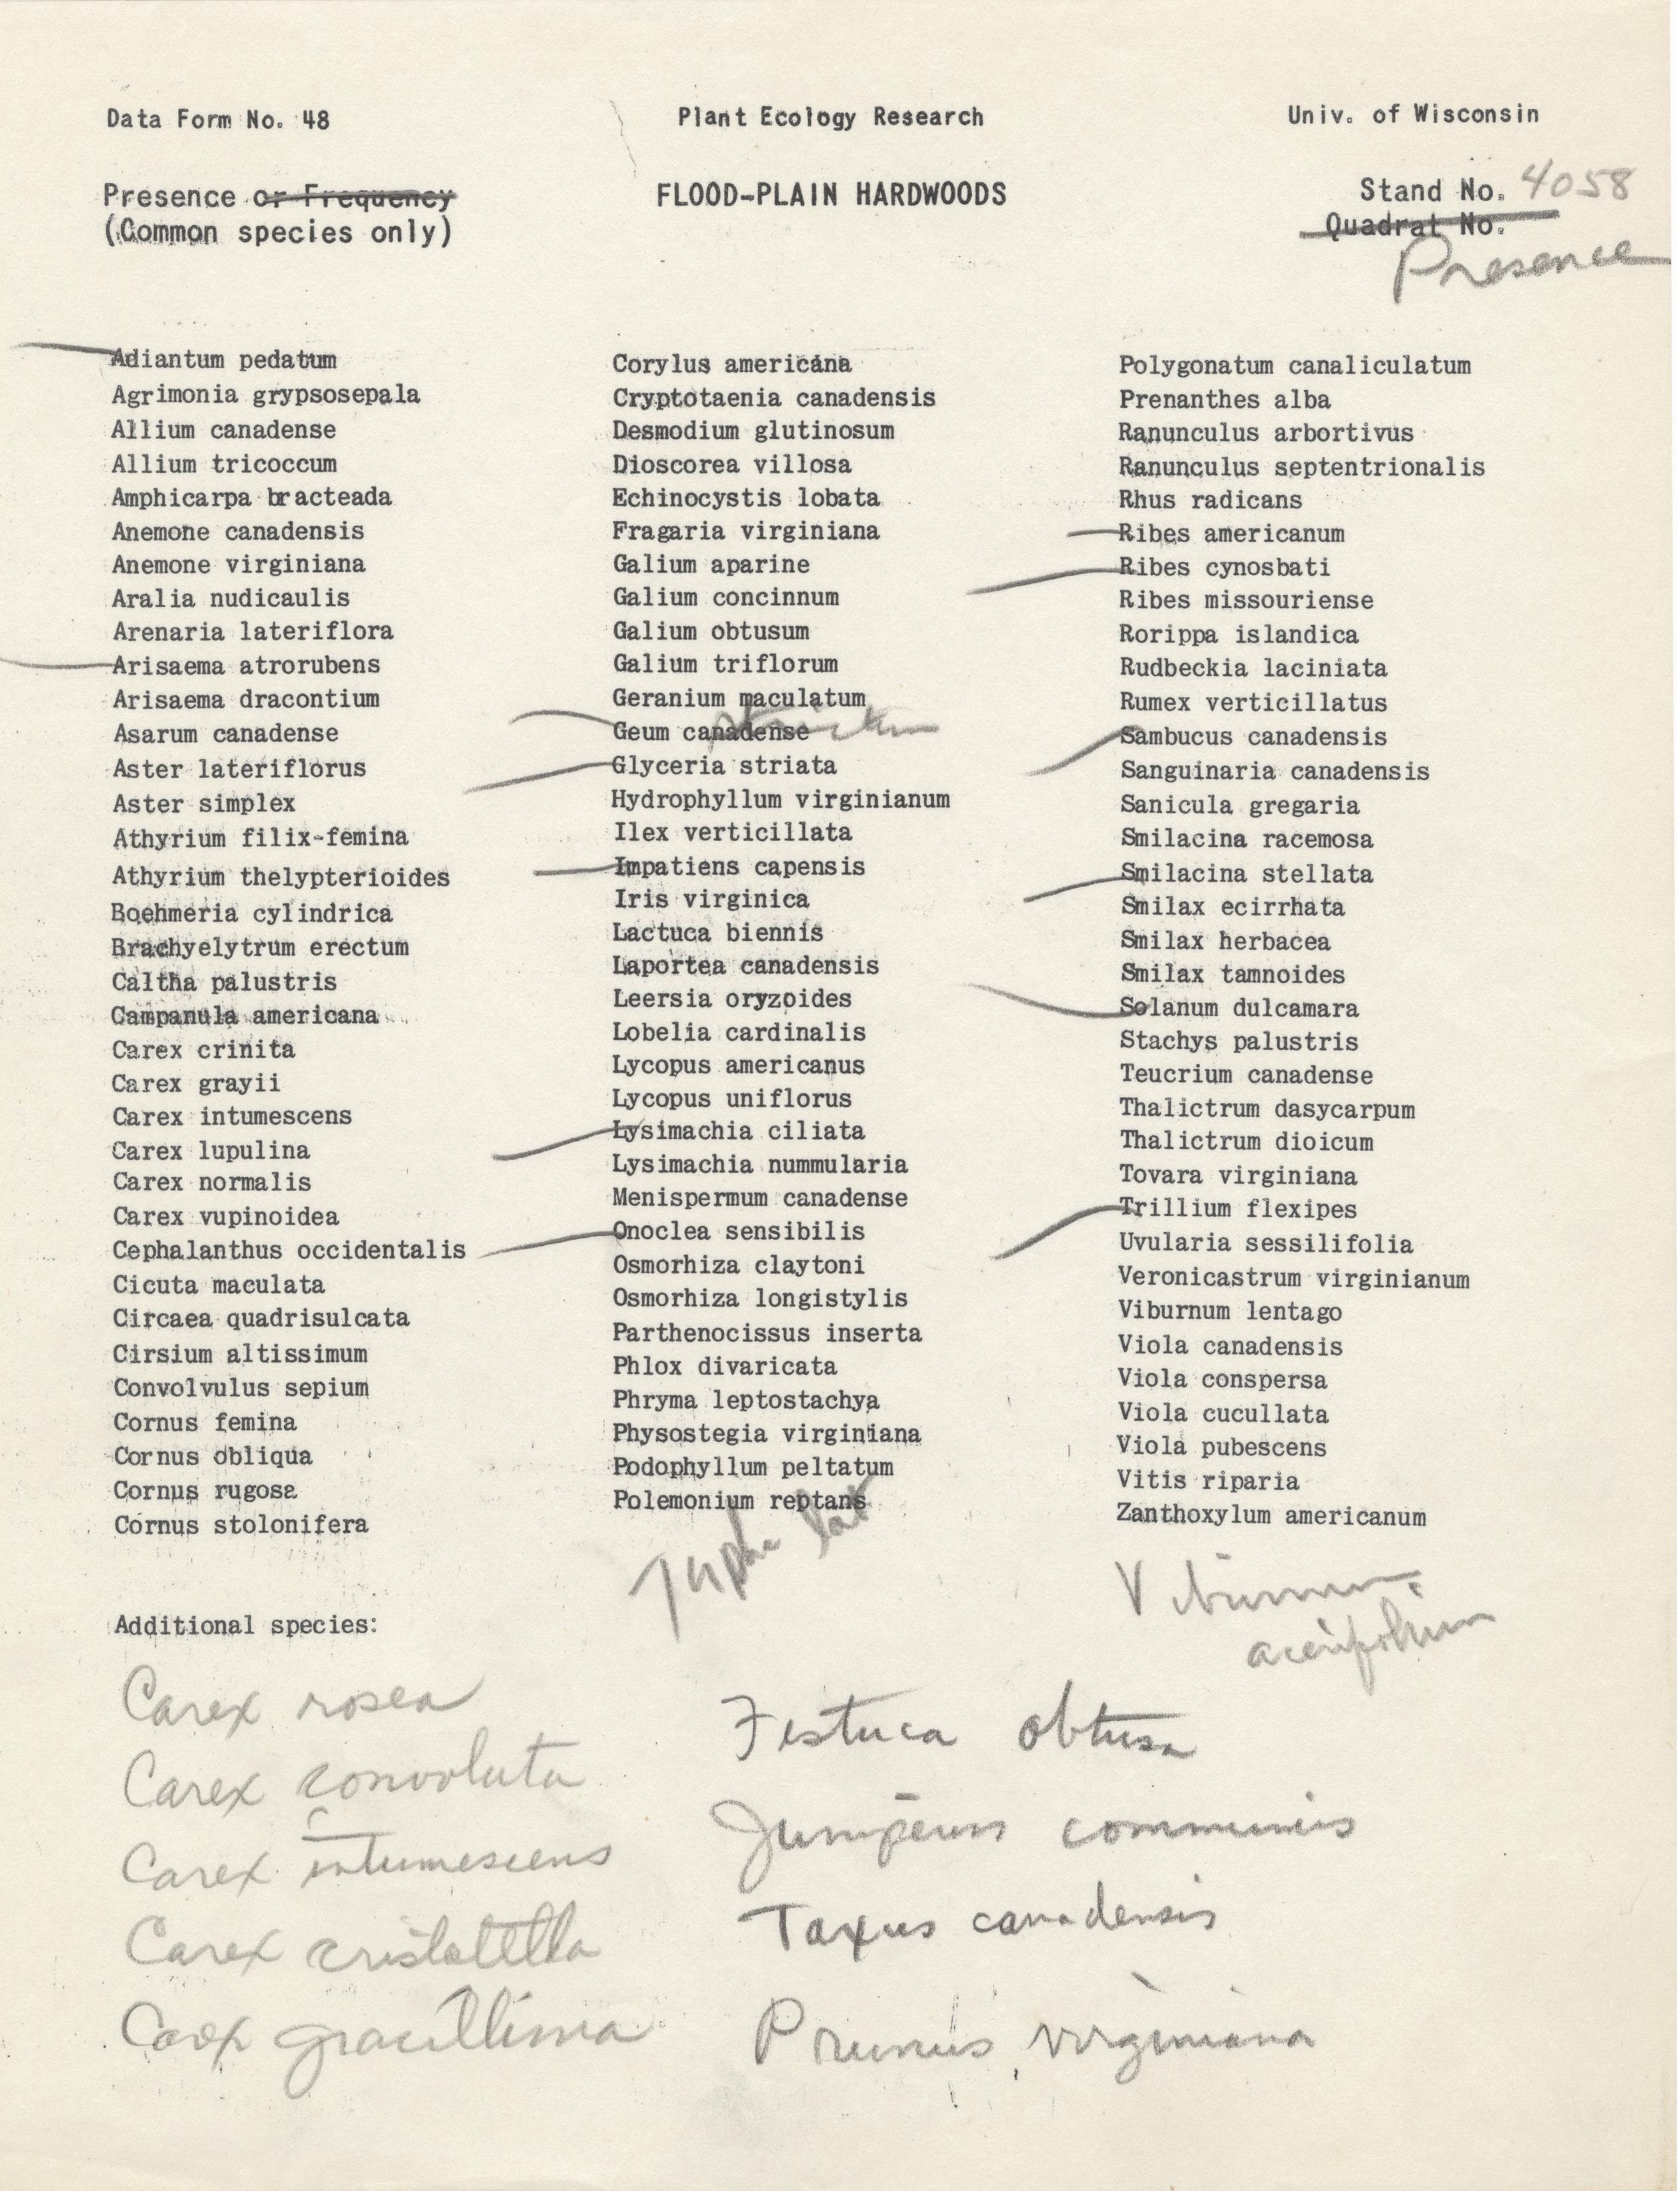 Data Form No. 48
Plant Ecology Research
Univ. of Wisconsin
Presence or Frequency
(Common species only)
FLOOD-PLAIN HARDWOODS
Stand No. 4058
Quadrat No.
Presence
Adiantum pedatum
Agrimonia grypsosepala
Allium canadense
Allium tricoccum
Amphicarpa bracteada
Anemone canadensis
Anemone virginiana
Aralia nudicaulis
Arenaria lateriflora
Arisaema atrorubens
Arisaema dracontium
Asarum canadense
Aster lateriflorus
Aster simplex
Athyrium filix-femina
Athyrium thelypterioides
Boehmeria cylindrica
Brachyelytrum erectum
Caltha palustris
Campanula americana
Carex crinita
Carex grayii
Carex intumescens
Carex lupulina
Carex normalis
Carex vupinoidea
Cephalanthus occidentalis
Cicuta maculata
Circaea quadrisulcata
Cirsium altissimum
Convolvulus sepium
Cornus femina
Cornus obliqua
Cornus rugosa
Cornus stolonifera
Corylus americana
Cryptotaenia canadensis
Desmodium glutinosum
Dioscorea villosa
Echinocystis lobata
Fragaria virginiana
Galium aparine
Galium concinnum
Galium obtusum
Galium triflorum
Geranium maculatum
Geum canadense strictum
Glyceria striata
Hydrophyllum virginianum
Ilex verticillata
Impatiens capensis
Iris virginica
Lactuca biennis
Laportea canadensis
Leersia oryzoides
Lobelia cardinalis
Lycopus americanus
Lycopus uniflorus
Lysimachia ciliata
Lysimachia nummularia
Menispermum canadense
Onoclea sensibilis
Osmorhiza claytoni
Osmorhiza longistylis
Parthenocissus inserta
Phlox divaricata
Phryma leptostachya
Physostegia virginiana
Podophyllum peltatum
Polemonium reptans
Typha lat
Polygonatum canaliculatum
Prenanthes alba
Ranunculus arbortivus
Ranunculus septentrionalis
Rhus radicans
Ribes americanum
Ribes cynosbati
Ribes missouriense
Rorippa islandica
Rudbeckia laciniata
Rumex verticillatus
Sambucus canadensis
Sanguinaria canadensis
Sanicula gregaria
Smilacina racemosa
Smilacina stellata
Smilax ecirrhata
Smilax herbacea
Smilax tamnoides
Solanum dulcamara
Stachys palustris
Teucrium canadense
Thalictrum dasycarpum
Thalictrum dioicum
Tovara virginiana
Trillium flexipes
Uvularia sessilifolia
Veronicastrum virginianum
Viburnum lentago
Viola canadensis
Viola conspersa
Viola cucullata
Viola pubescens
Vitis riparia
Zanthoxylum americanum
Viburnum
acerifolium
Additional species:
Carex rosea
Carex convoluta
Carex intumescens
Carex cristatella
Carex gracillima
Festuca obtusa
Juniperus communis
Taxus canadensis
Prunus virginiana